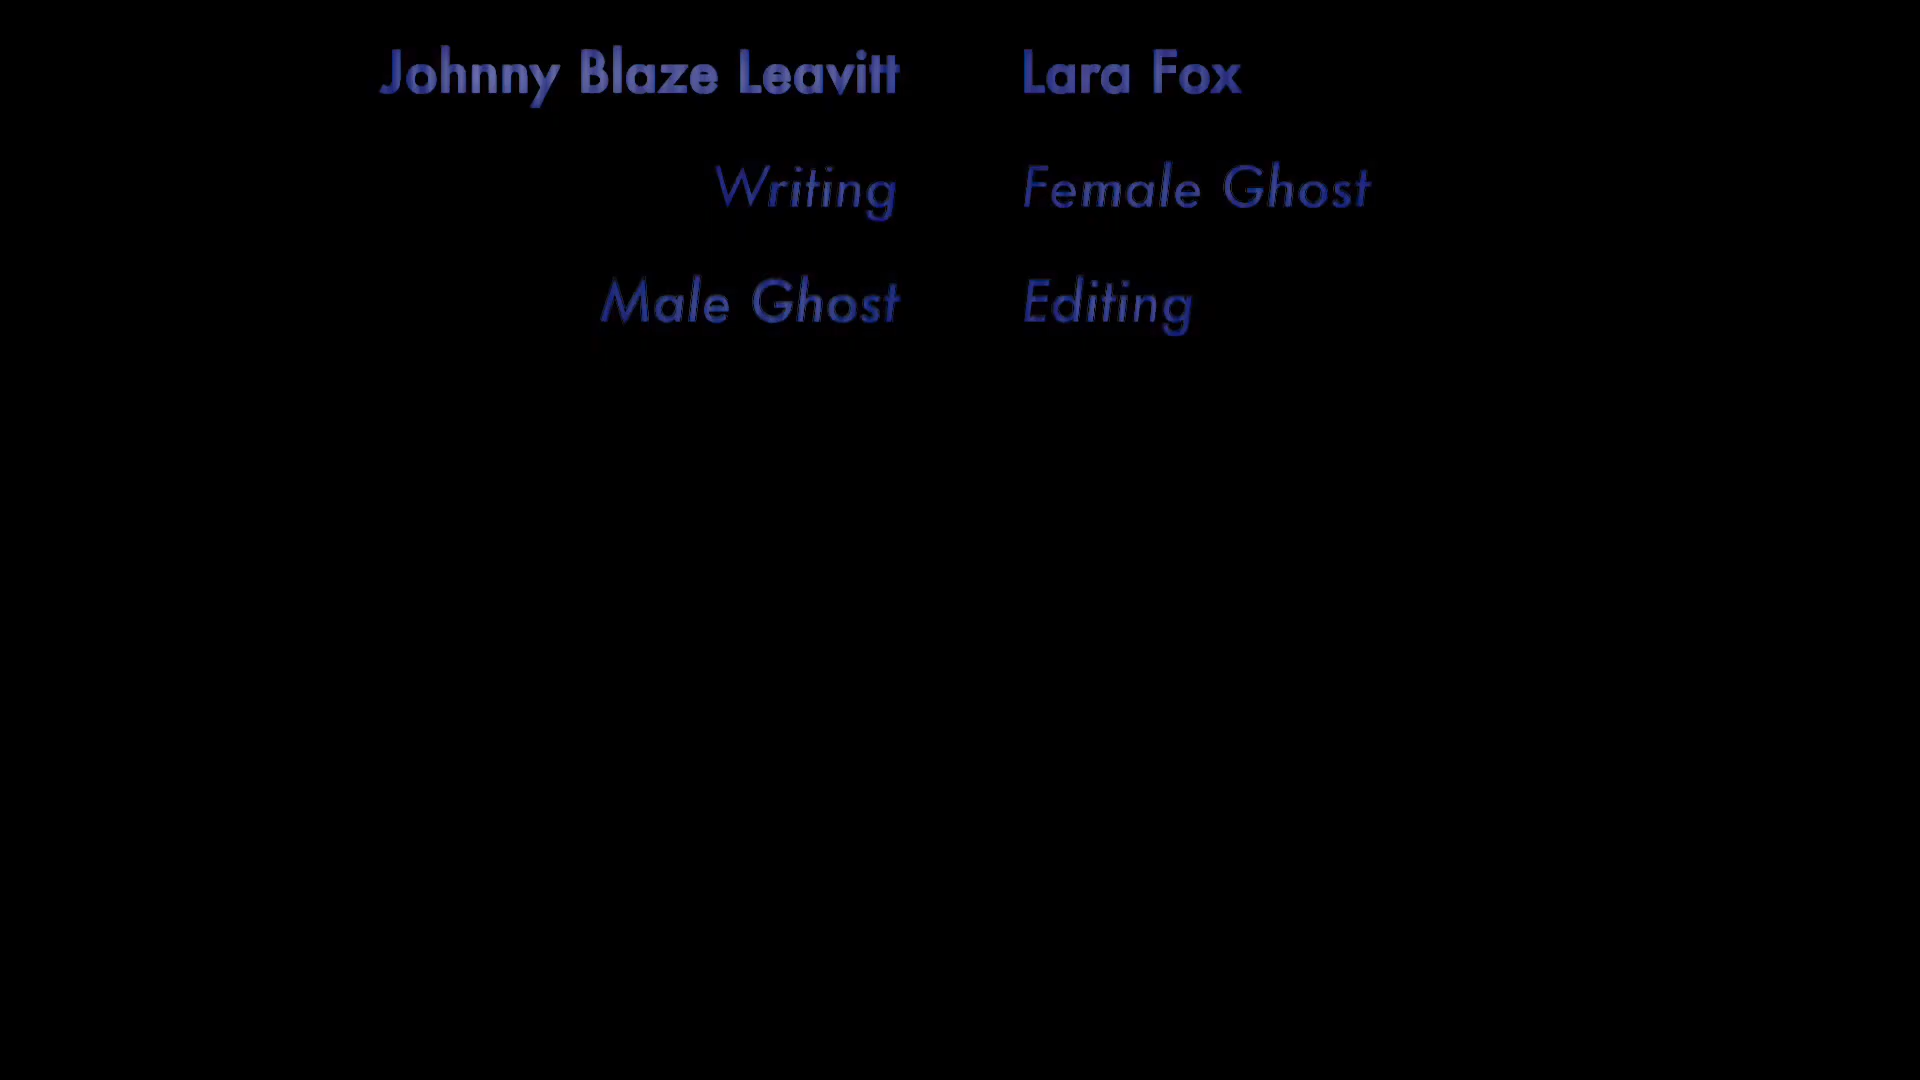 Johnny Blaze Leavitt
Writing
Male Ghost
Lara Fox
Female Ghost
Editing